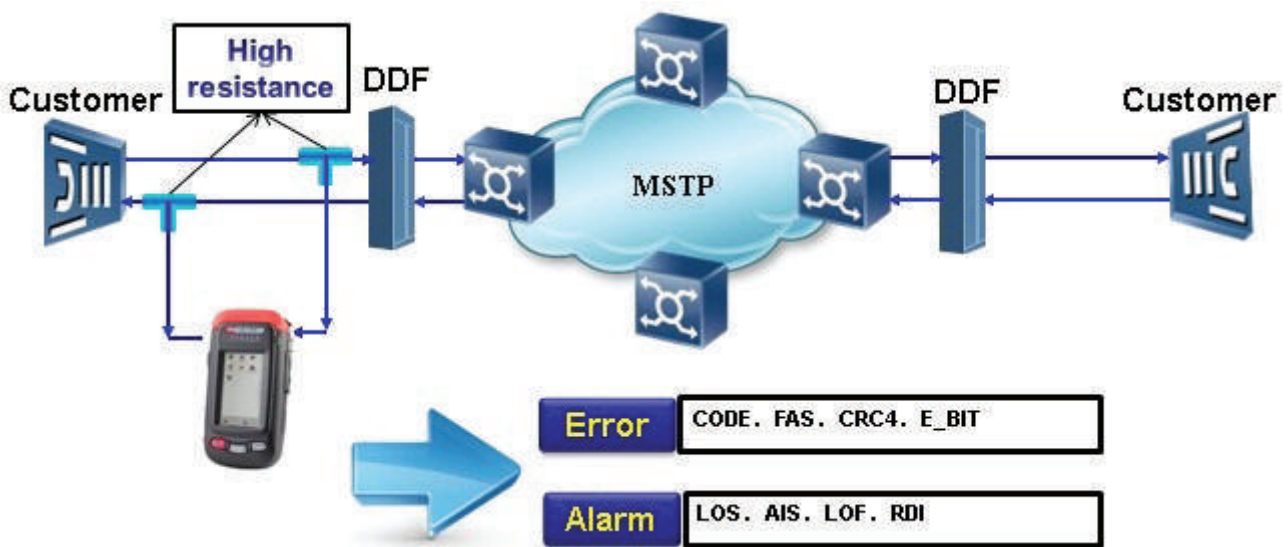 High
resistance
Customer
DDF
DDF
Customer
MSTP
Error
CODE. FAS. CRC4. E_BIT
Alarm
LOS. AIS. LOF. RDI